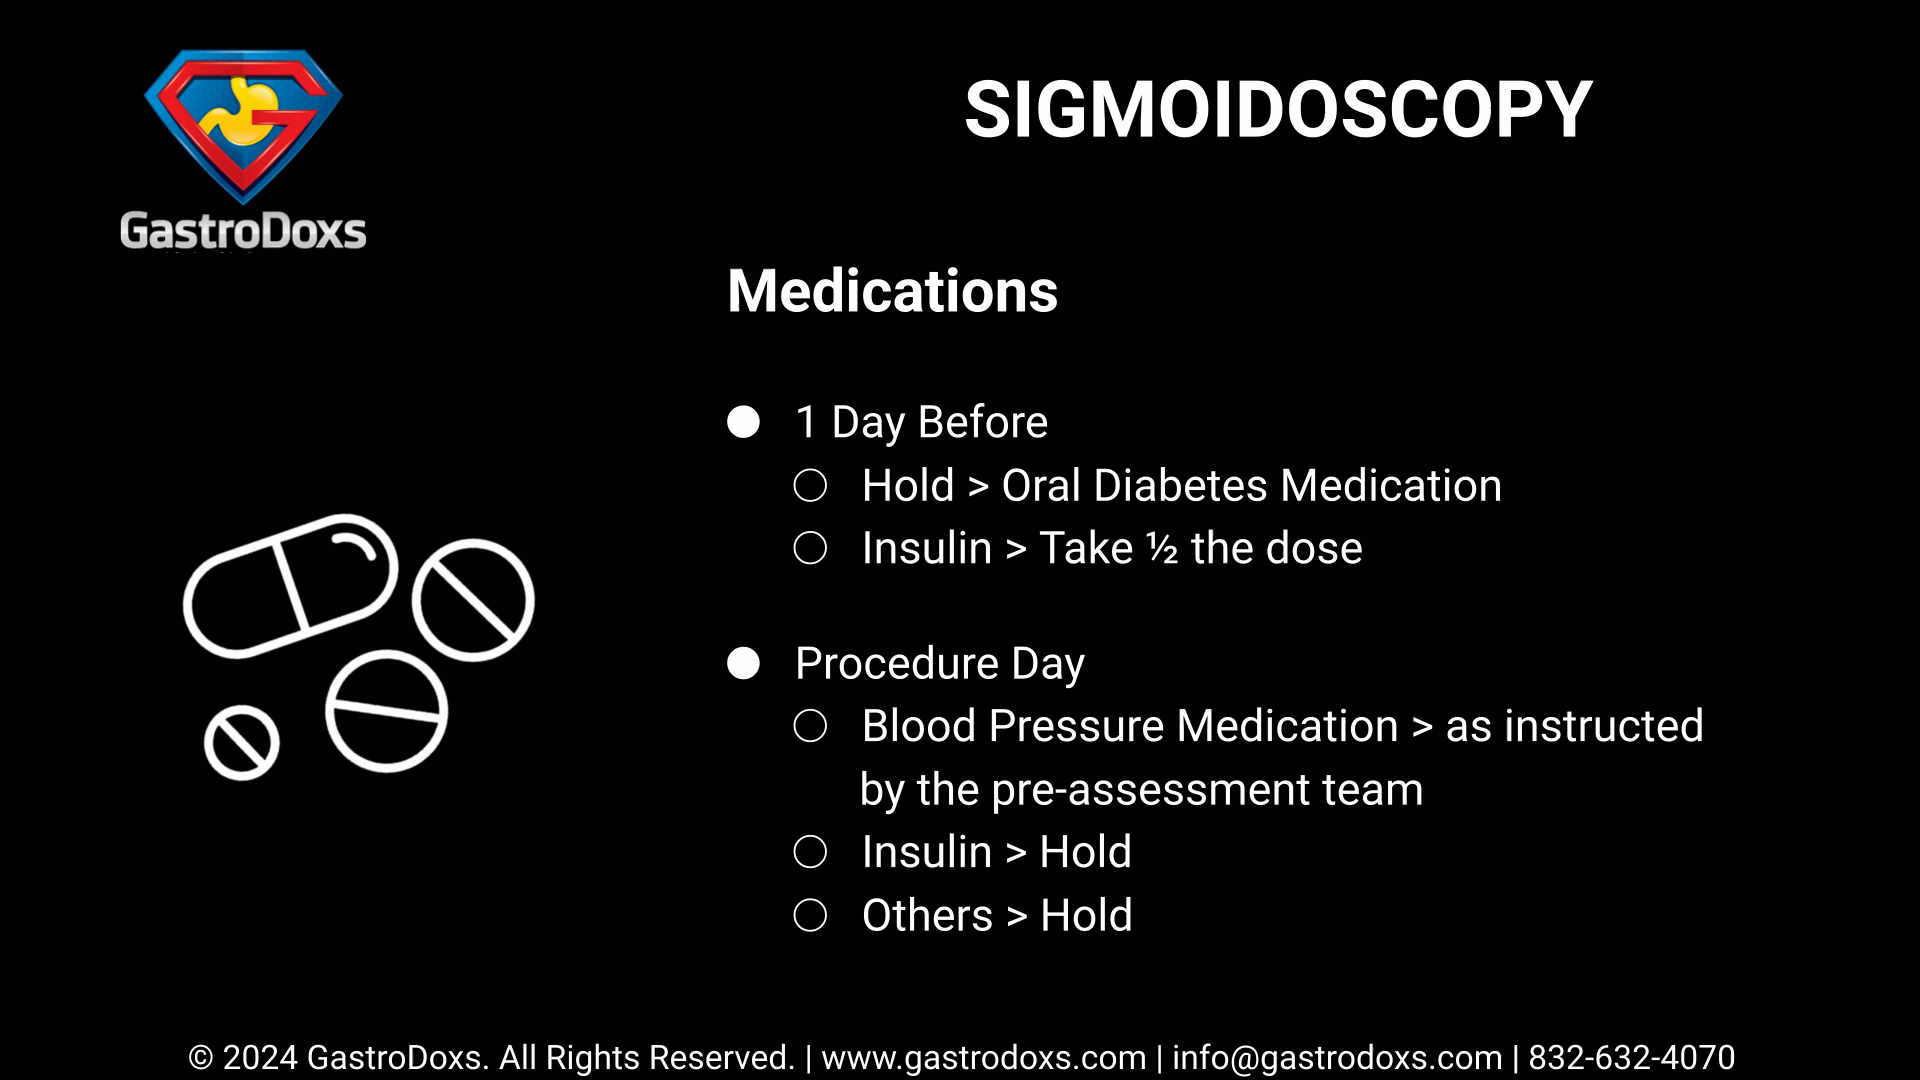 GastroDoxs
SIGMOIDOSCOPY
Medications
● 1 Day Before
○ Hold > Oral Diabetes Medication
○ Insulin > Take ½ the dose
● Procedure Day
○ Blood Pressure Medication > as instructed
by the pre-assessment team
○ Insulin > Hold
○ Others > Hold
© 2024 GastroDoxs. All Rights Reserved. | www.gastrodoxs.com | info@gastrodoxs.com | 832-632-4070